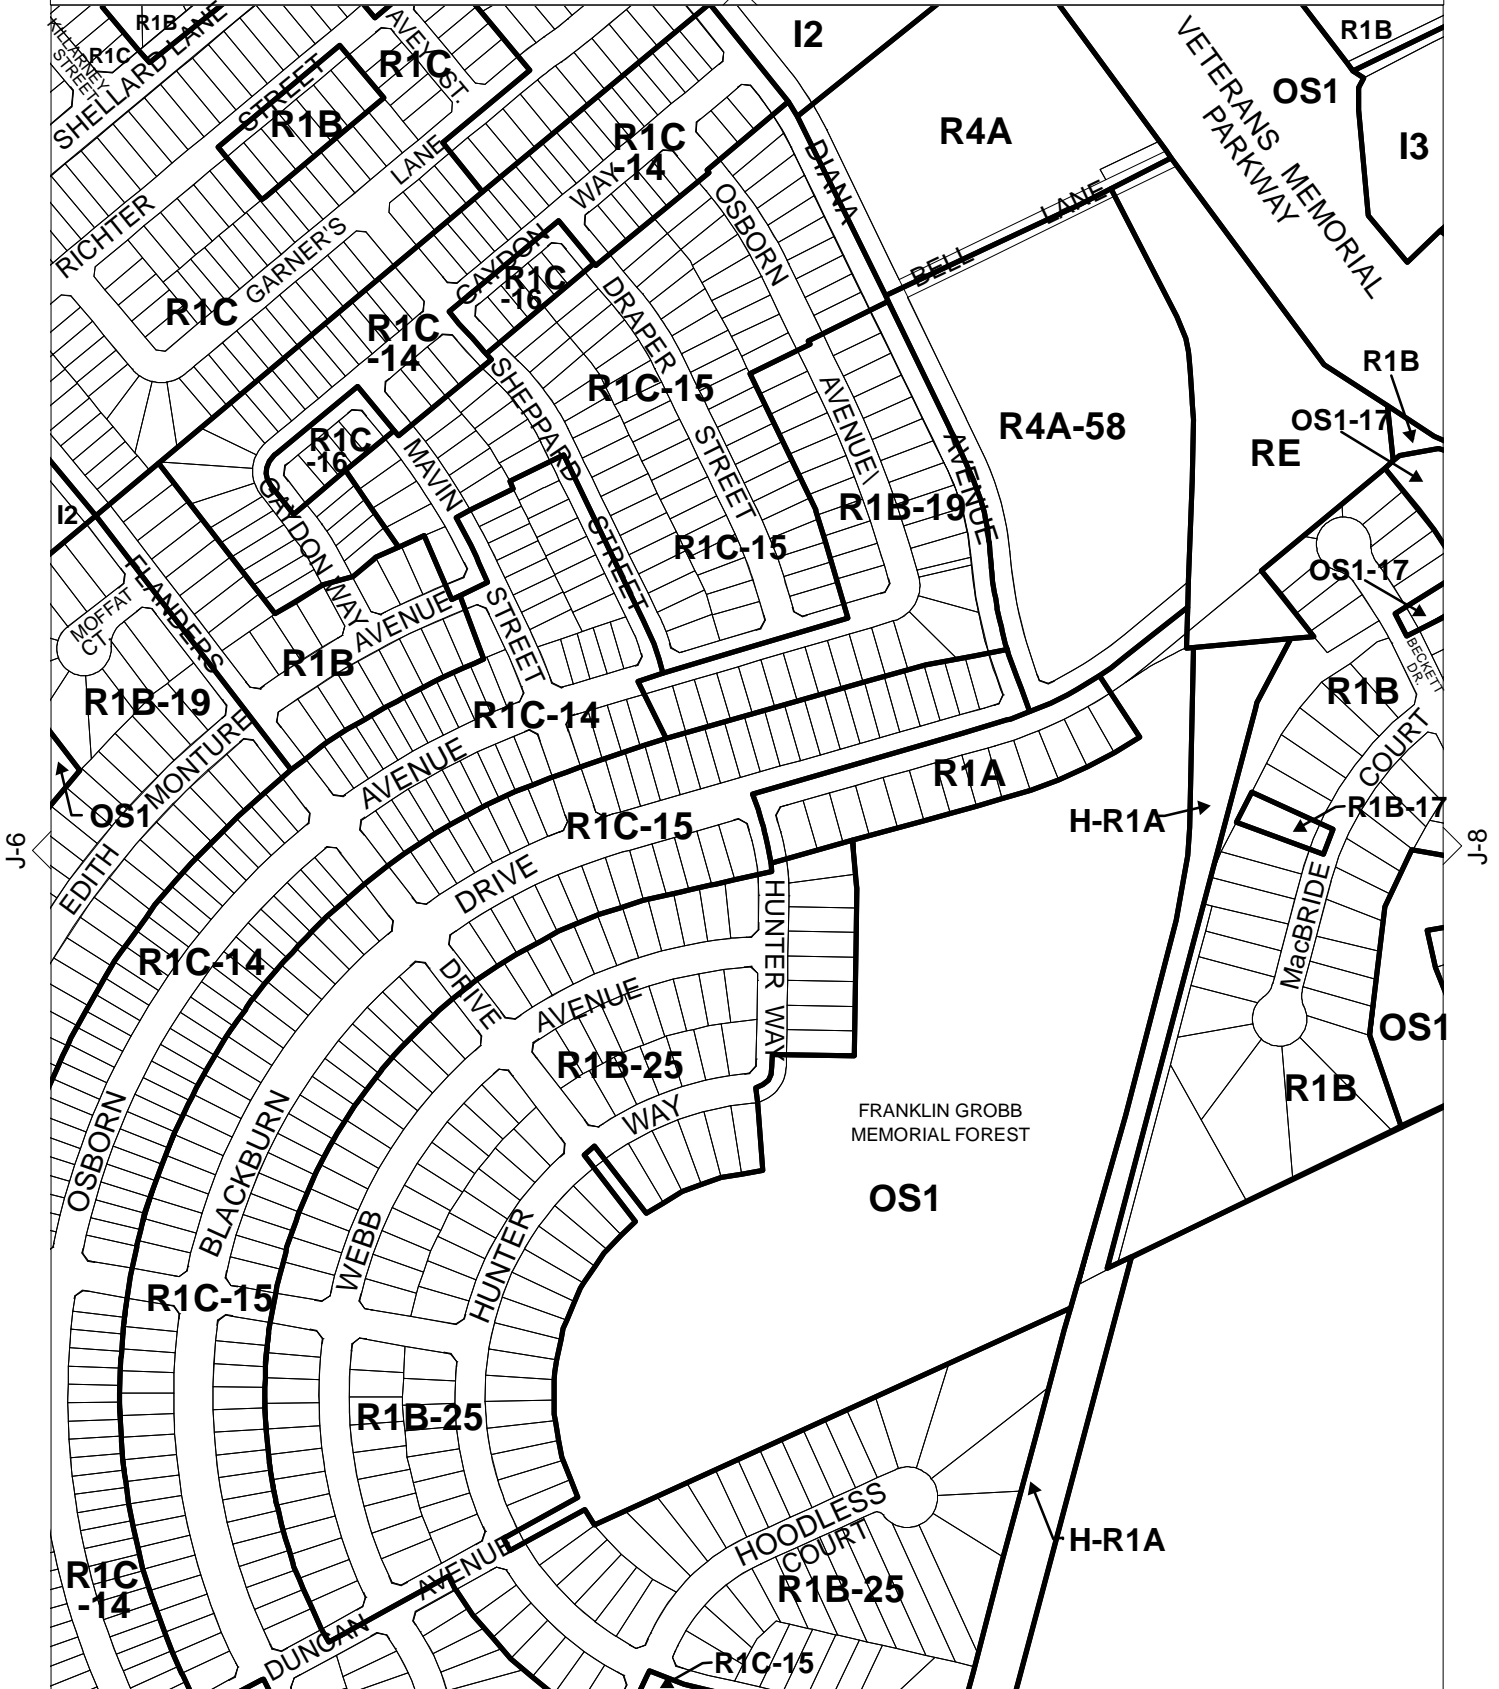 R1B
SHELLARD LANE
KILLARNEY
STREET
R1C
AVEY ST.
R1C
STREET
R1B
RICHTER
LANE
GARNER'S
R1C
I2
R4A
VETERANS
MEMORIAL
PARKWAY
R1B
OS1
I3
R1C
-14
WAY
DIANA
OSBORN
LANE
BELL
GAYDON
R1C
-16
R1C
-14
DRAPER
SHEPPARD
R1C-15
AVENUE
R4A-58
R1B
OS1-17
RE
R1C
-16
MAVIN
STREET
AVENUE
R1B-19
I2
GAYDON WAY
STREET
R1C-15
FLANDERS
MOFFAT
CT
AVENUE
STREET
OS1-17
R1B
BECKETT
DR.
R1B-19
R1C-14
R1B
MONTURE
AVENUE
COURT
OS1
R1C-15
R1A
H-R1A
R1B-17
J-6
J-8
EDITH
DRIVE
HUNTER WAY
MacBRIDE
R1C-14
DRIVE
AVENUE
OS1
R1B-25
R1B
OSBORN
BLACKBURN
WAY
FRANKLIN GROBB
MEMORIAL FOREST
OS1
WEBB
HUNTER
R1C-15
R1B-25
HOODLESS
COURT
H-R1A
AVENUE
R1C
-14
R1B-25
DUNCAN
R1C-15